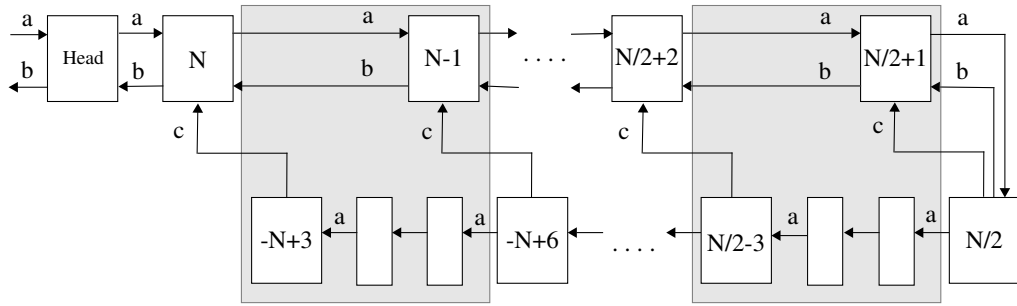 a a a a a
Head N N-1 . . . . N/2+2 N/2+1
b b b b b
c c c c
a a a a
-N+3 -N+6 . . . . N/2-3 N/2